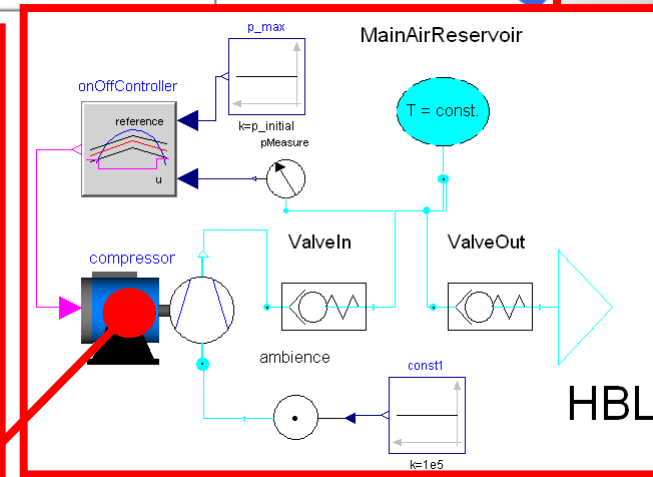 p_max
MainAirReservoir
onOffController
reference
T = const.
k=p_initial
pMeasure
u
ValveIn
ValveOut
compressor
ambience
const1
HBL
k=1e5